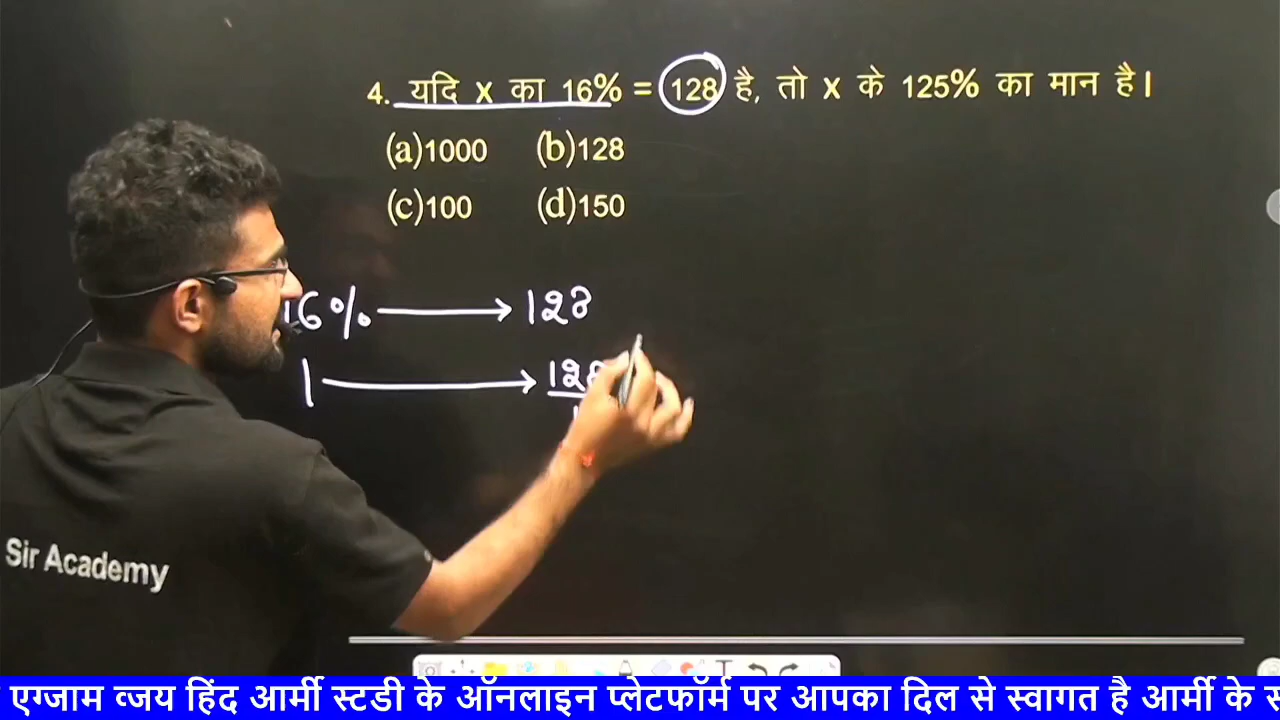 4. यदि x का 16% = 128 है, तो x के 125% का मान है।
(a)1000 (b)128
(c)100 (d)150
16% → 128
1 → 128
Sir Academy
एग्जाम व्जय हिंद आर्मी स्टडी के ऑनलाइन प्लेटफॉर्म पर आपका दिल से स्वागत है आर्मी के